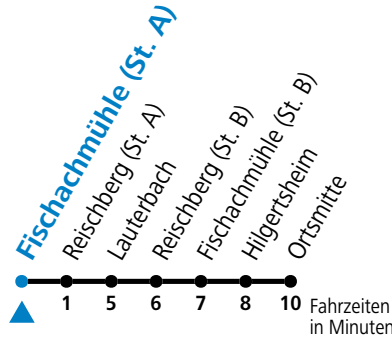 Fischachmühle (St. A)
Reischberg (St. A)
Lauterbach
Reischberg (St. B)
Fischachmühle (St. B)
Hilgertsheim
Ortsmitte
1 5 6 7 8 10 Fahrzeiten
in Minuten